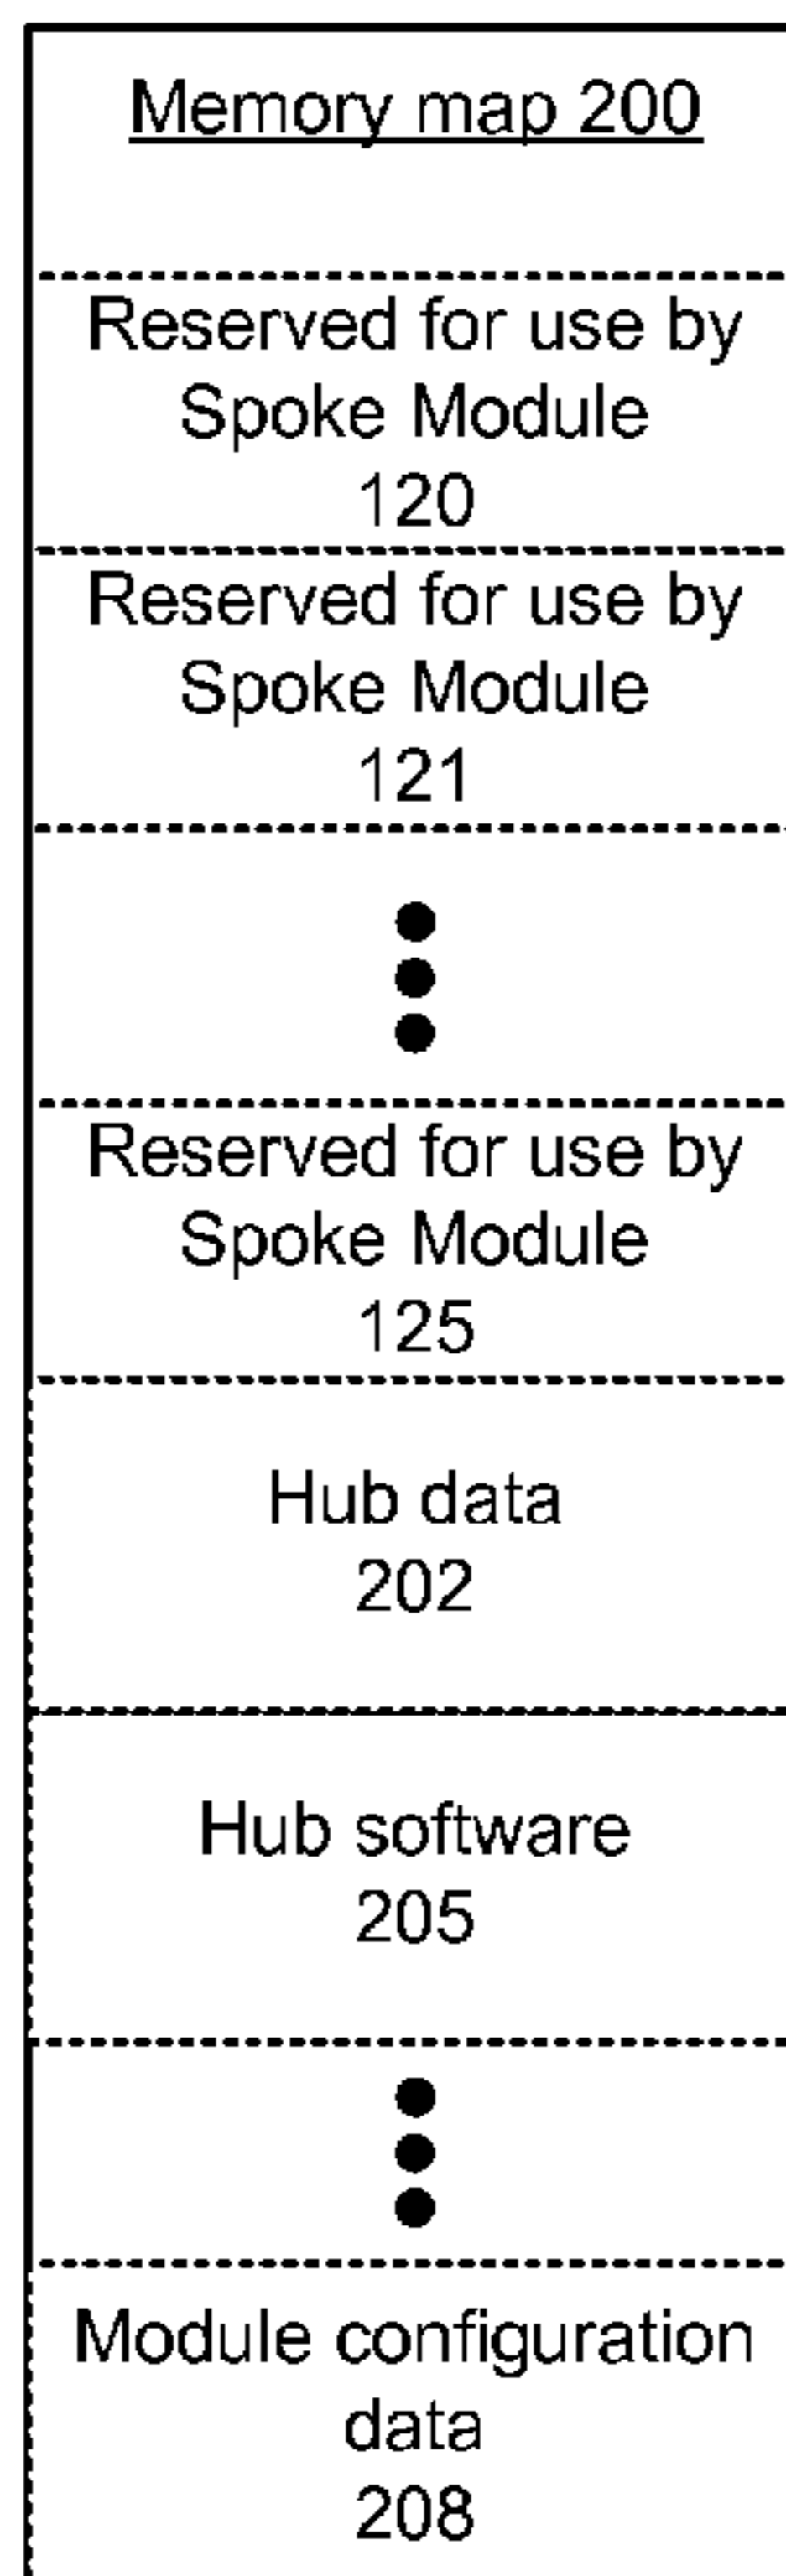 Memory map 200
Reserved for use by
Spoke Module
120
Reserved for use by
Spoke Module
121
Reserved for use by
Spoke Module
125
Hub data
202
Hub software
205
Module configuration
data
208